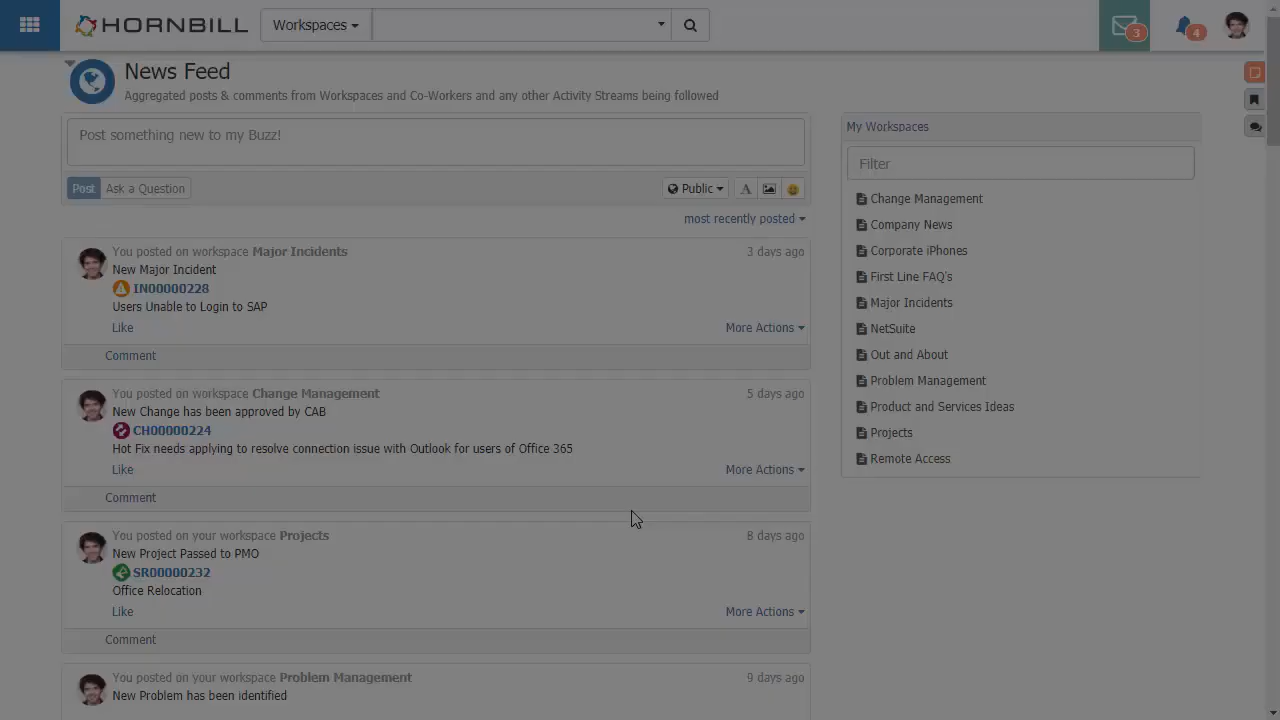 HORNBILL
Workspaces
3
4
News Feed
Aggregated posts & comments from Workspaces and Co-Workers and any other Activity Streams being followed
Post something new to my Buzz!
Post
Ask a Question
Public
A
most recently posted
You posted on workspace Major Incidents
3 days ago
New Major Incident
IN00000228
Users Unable to Login to SAP
Like
More Actions
Comment
You posted on workspace Change Management
5 days ago
New Change has been approved by CAB
CH00000224
Hot Fix needs applying to resolve connection issue with Outlook for users of Office 365
Like
More Actions
Comment
You posted on your workspace Projects
8 days ago
New Project Passed to PMO
SR00000232
Office Relocation
Like
More Actions
Comment
You posted on your workspace Problem Management
9 days ago
New Problem has been identified
My Workspaces
Filter
Change Management
Company News
Corporate iPhones
First Line FAQ's
Major Incidents
NetSuite
Out and About
Problem Management
Product and Services Ideas
Projects
Remote Access